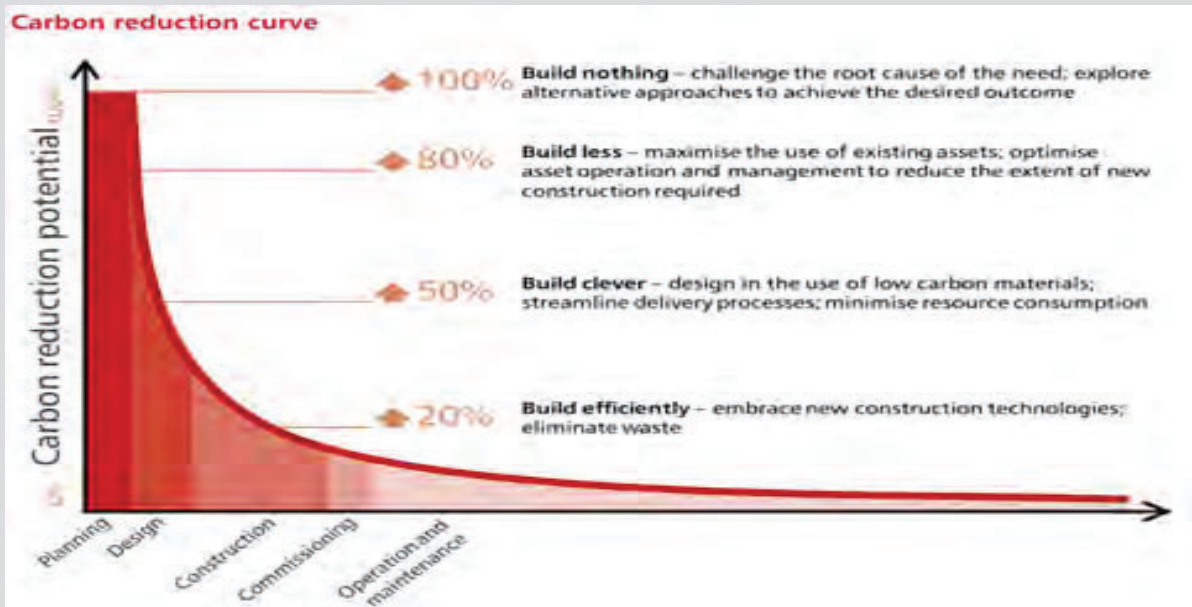 Carbon reduction curve
100%
Build nothing – challenge the root cause of the need; explore
alternative approaches to achieve the desired outcome
80%
Build less – maximise the use of existing assets; optimise
asset operation and management to reduce the extent of new
construction required
50%
Build clever – design in the use of low carbon materials;
streamline delivery processes; minimise resource consumption
20%
Build efficiently – embrace new construction technologies;
eliminate waste
Carbon reduction potential
Planning
Design
Construction
Commissioning
Operation and
maintenance